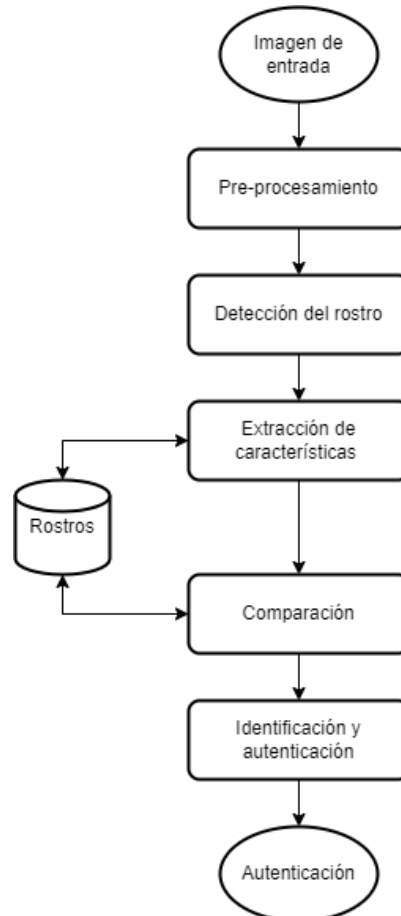 Imagen de
entrada
Pre-procesamiento
Detección del rostro
Extracción de
características
Rostros
Comparación
Identificación y
autenticación
Autenticación